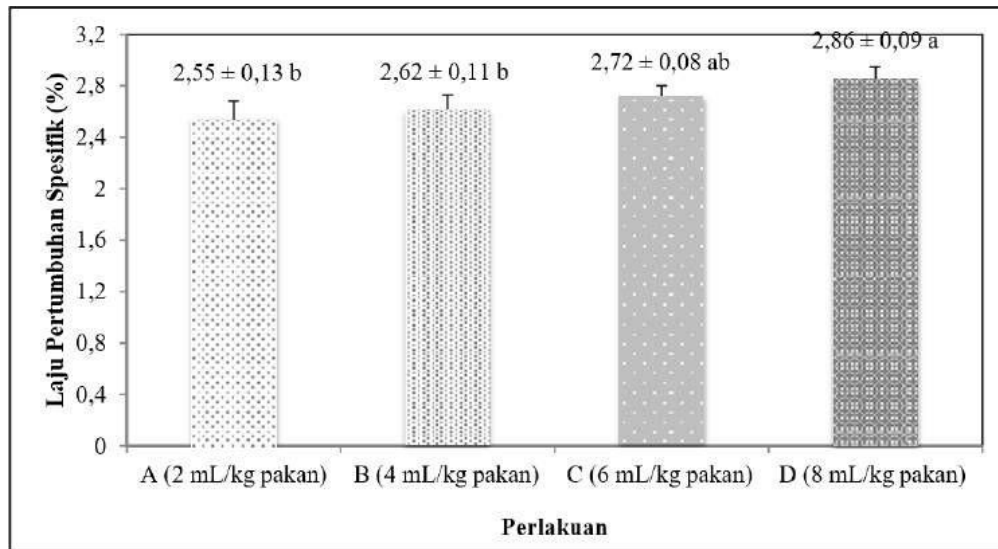 Laju Pertumbuhan Spesifik (%)
3,2
2,8
2,4
2
1,6
1,2
0,8
0,4
0
2,55 ± 0,13 b
2,62 ± 0,11 b
2,72 ± 0,08 ab
2,86 ± 0,09 a
A (2 mL/kg pakan)
B (4 mL/kg pakan)
C (6 mL/kg pakan)
D (8 mL/kg pakan)
Perlakuan